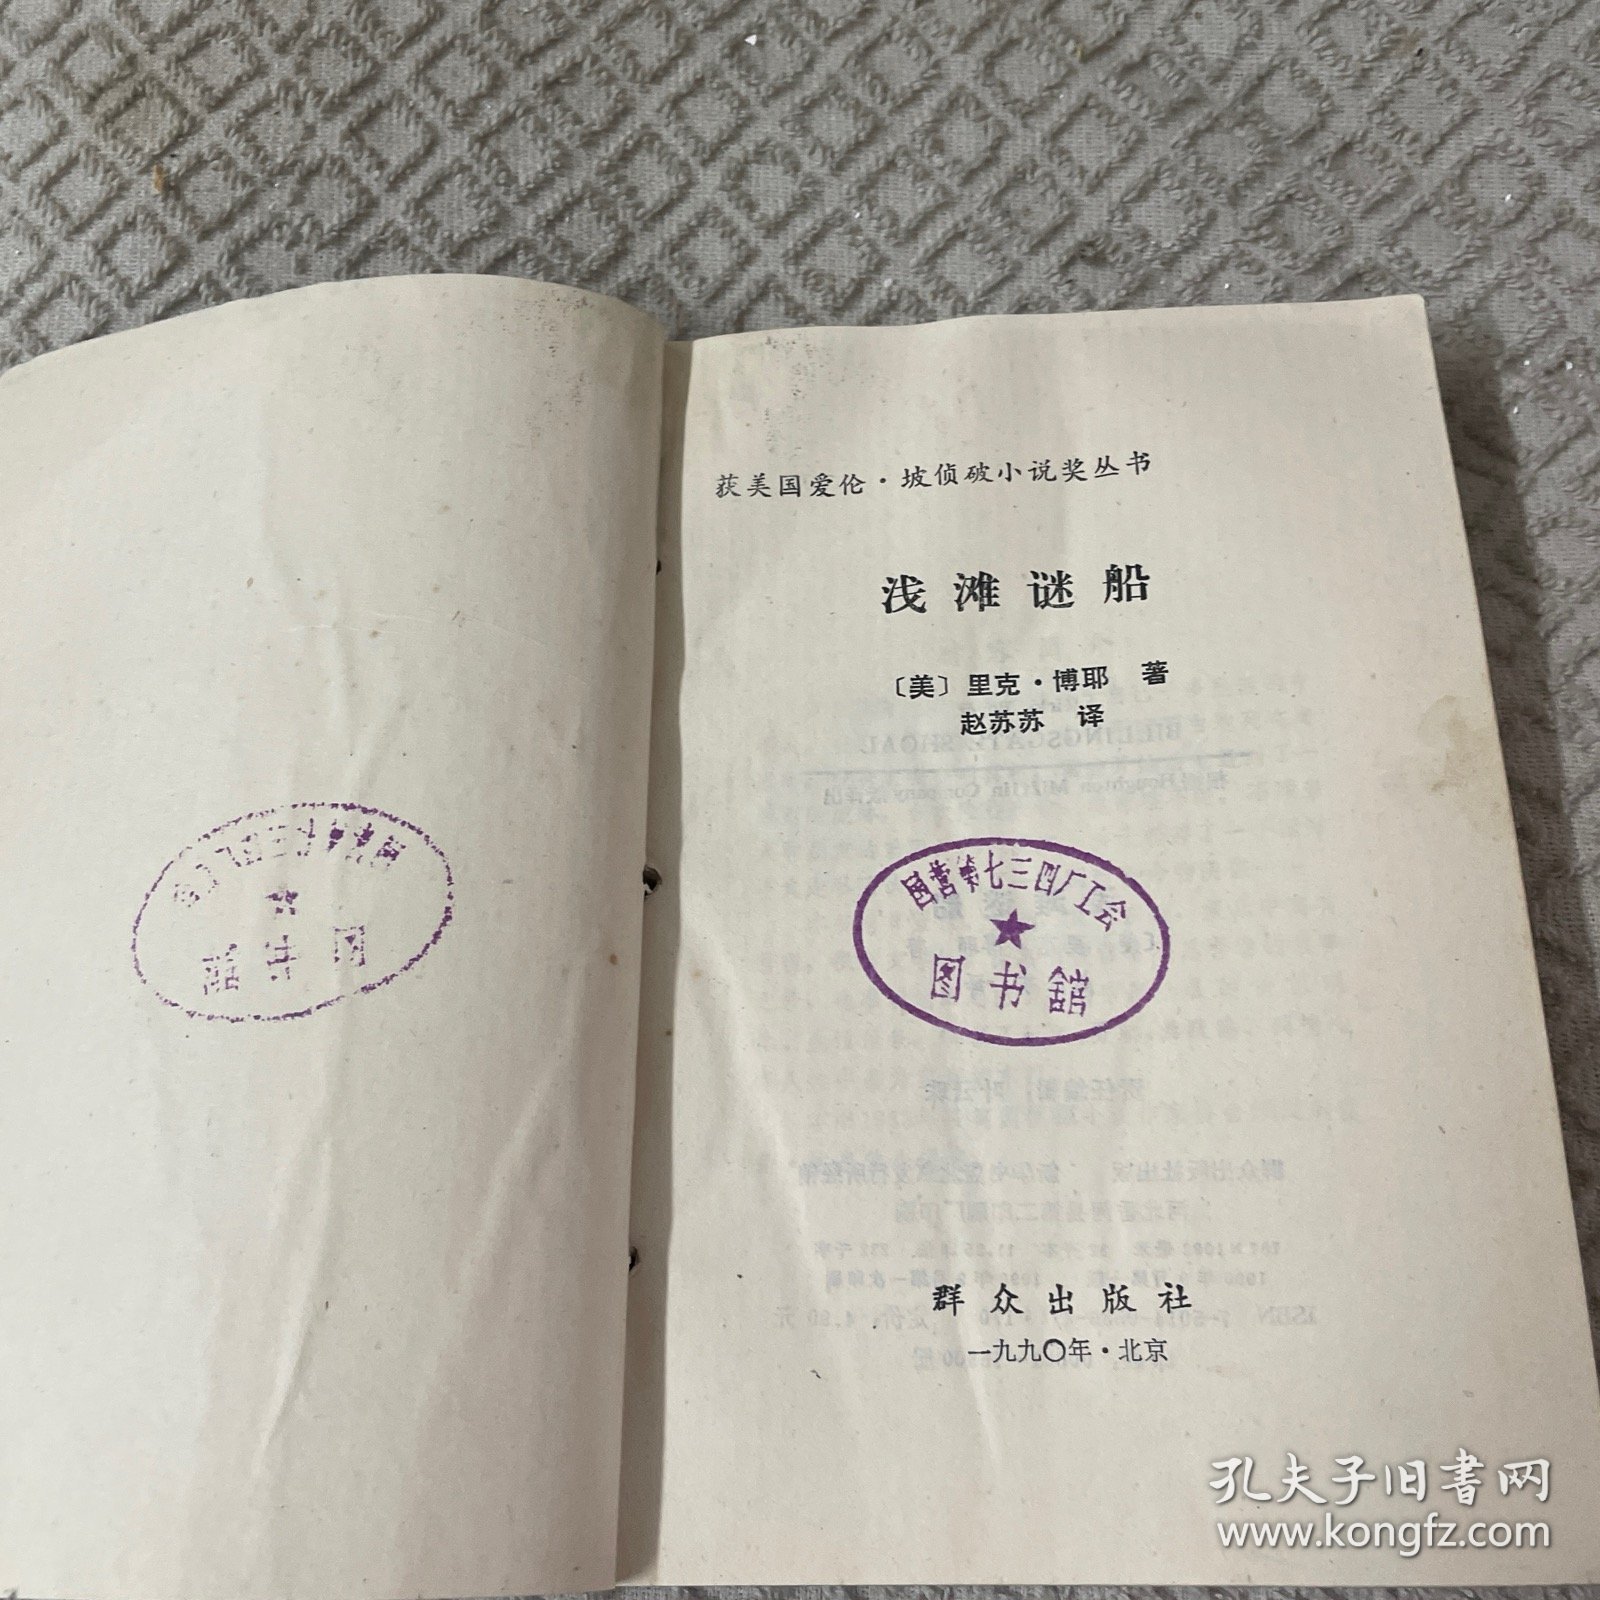 获美国爱伦·坡侦破小说奖丛书
浅滩谜船
〔美〕里克·博耶 著
赵苏苏 译
国营第七三四厂工会
图书舘
群众出版社
一九九〇年·北京
孔夫子旧书网
www.kongfz.com